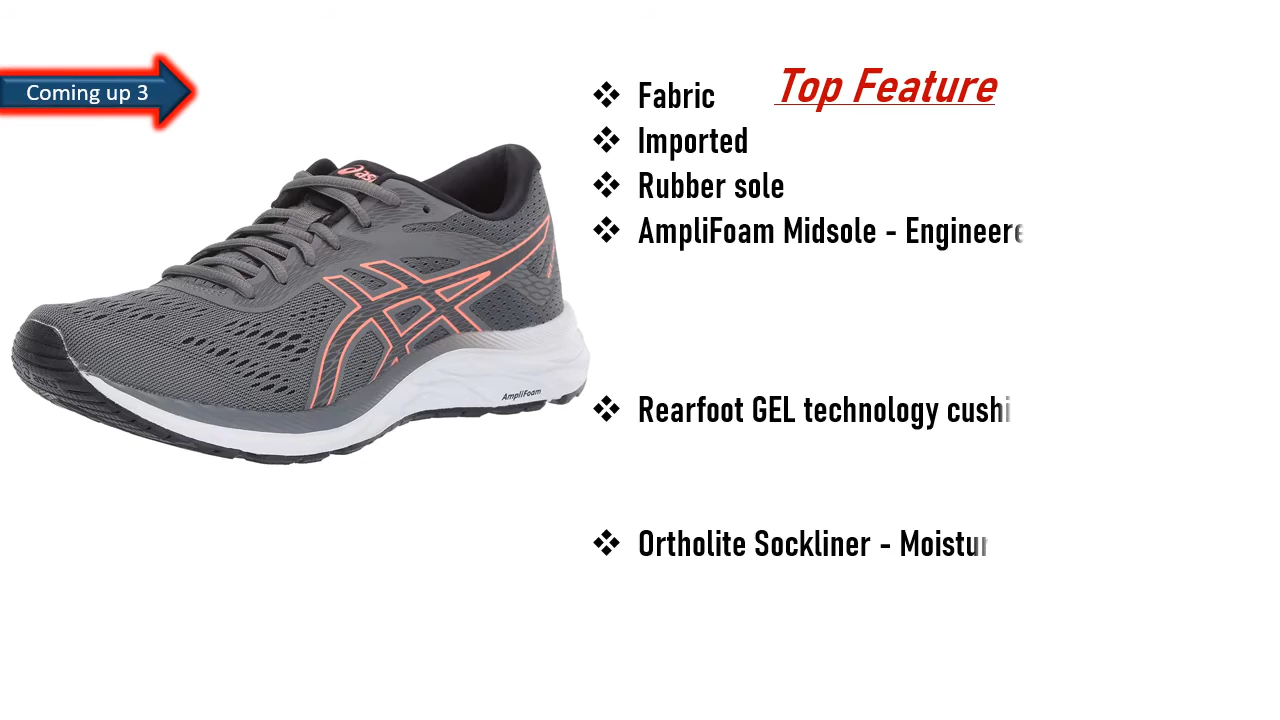 Coming up 3
Top Feature
Fabric
Imported
Rubber sole
AmpliFoam Midsole - Engineere
Rearfoot GEL technology cushi
Ortholite Sockliner - Moistur
asics
AmpliFoam